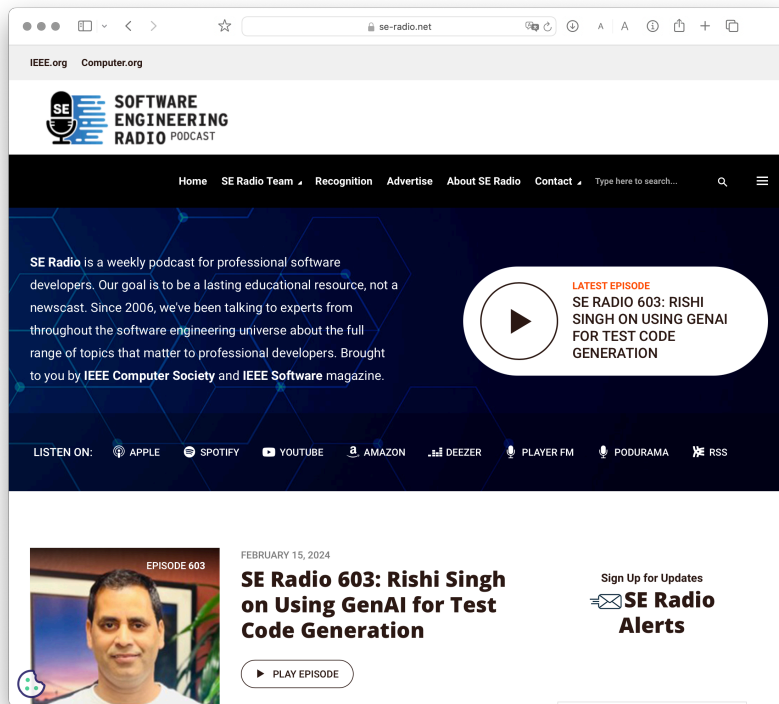 se-radio.net
A A
IEEE.org Computer.org
SE
SOFTWARE
ENGINEERING
RADIO PODCAST
Home SE Radio Team Recognition Advertise About SE Radio Contact Type here to search...
SE Radio is a weekly podcast for professional software
developers. Our goal is to be a lasting educational resource, not a
newscast. Since 2006, we've been talking to experts from
throughout the software engineering universe about the full
range of topics that matter to professional developers. Brought
to you by IEEE Computer Society and IEEE Software magazine.
LATEST EPISODE
SE RADIO 603: RISHI
SINGH ON USING GENAI
FOR TEST CODE
GENERATION
LISTEN ON: APPLE SPOTIFY YOUTUBE a AMAZON DEEZER PLAYER FM PODURAMA RSS
EPISODE 603
FEBRUARY 15, 2024
SE Radio 603: Rishi Singh
on Using GenAI for Test
Code Generation
PLAY EPISODE
Sign Up for Updates
SE Radio
Alerts